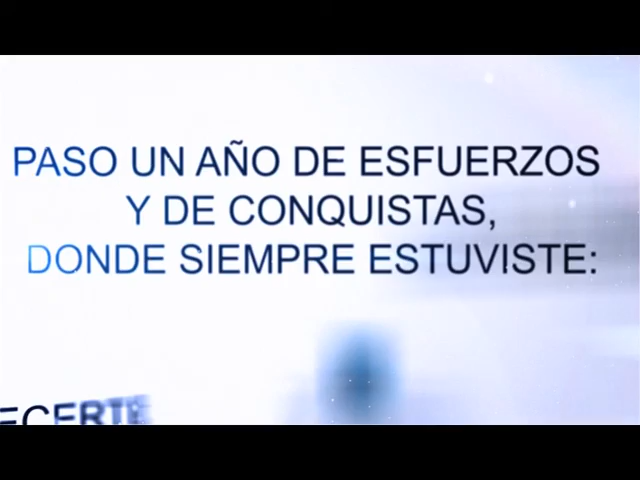 PASO UN AÑO DE ESFUERZOS
Y DE CONQUISTAS,
DONDE SIEMPRE ESTUVISTE: